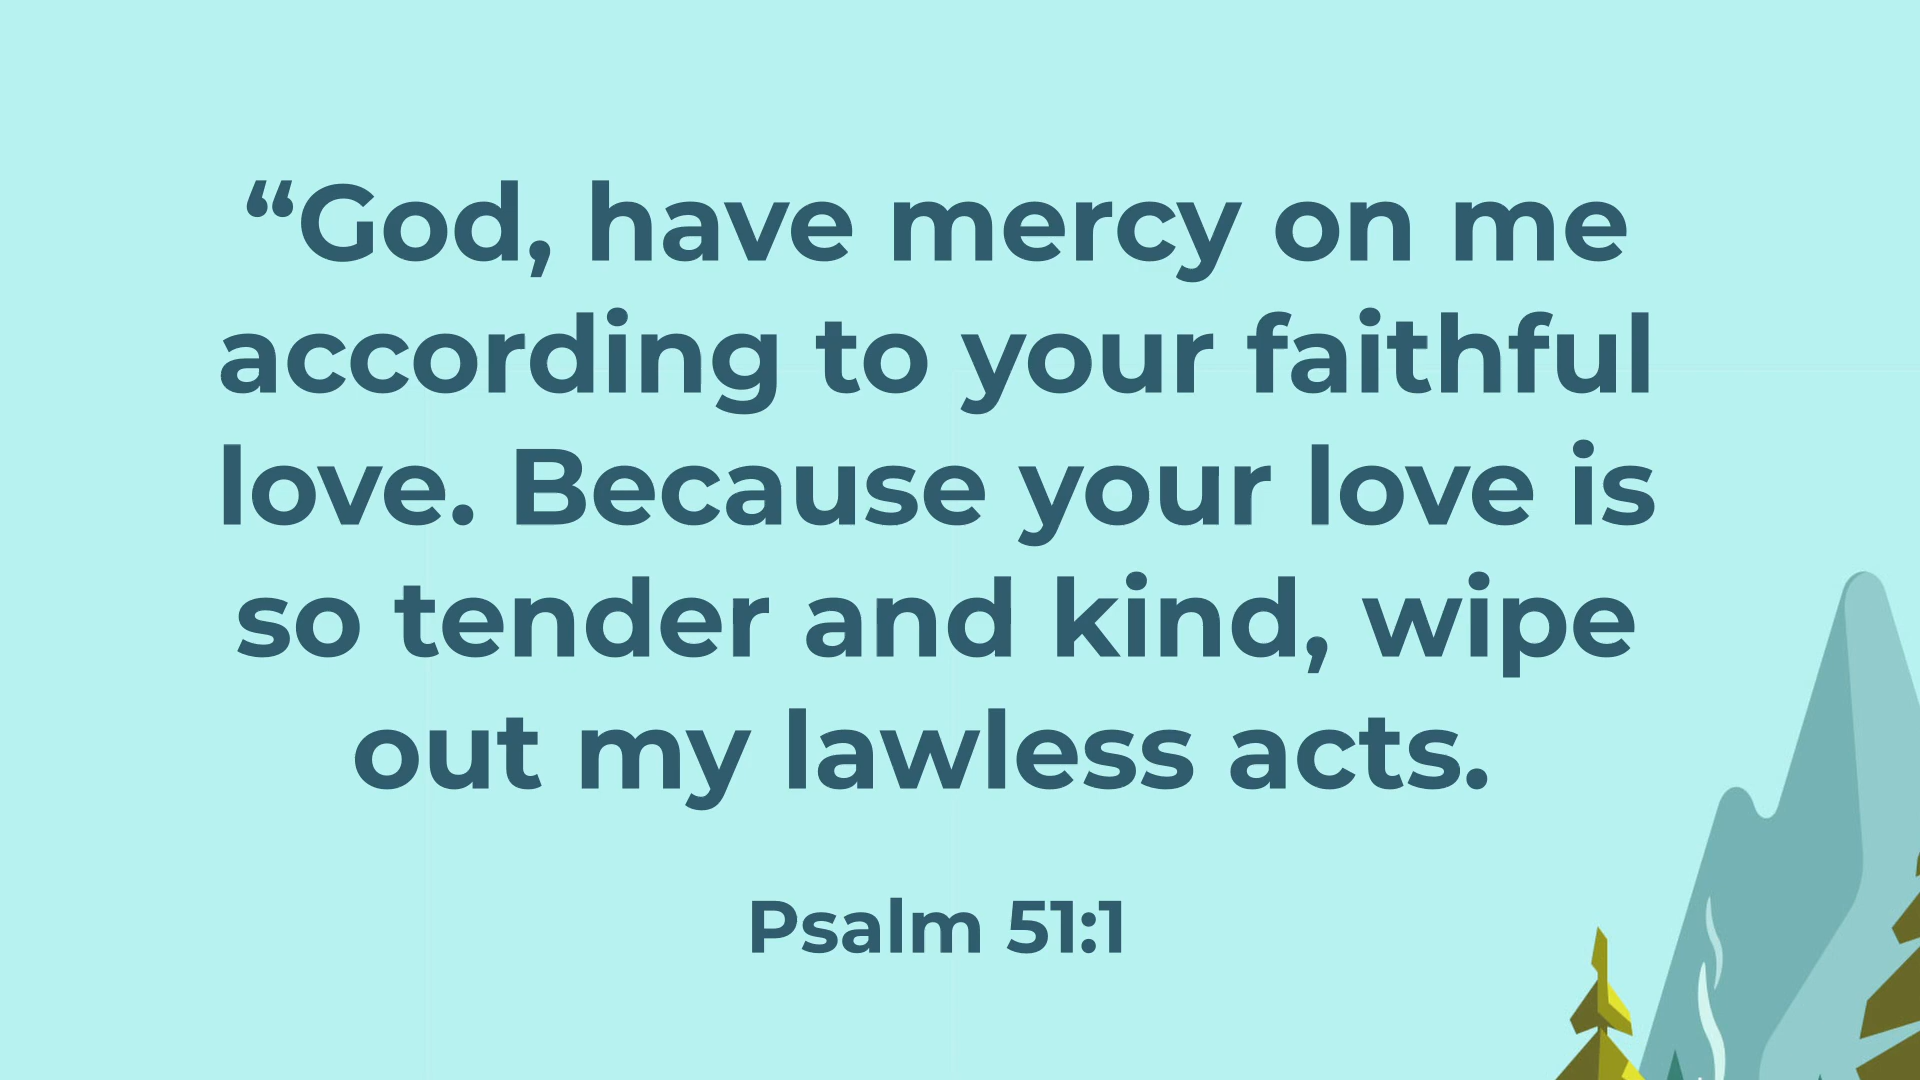 “God, have mercy on me
according to your faithful
love. Because your love is
so tender and kind, wipe
out my lawless acts.
Psalm 51:1